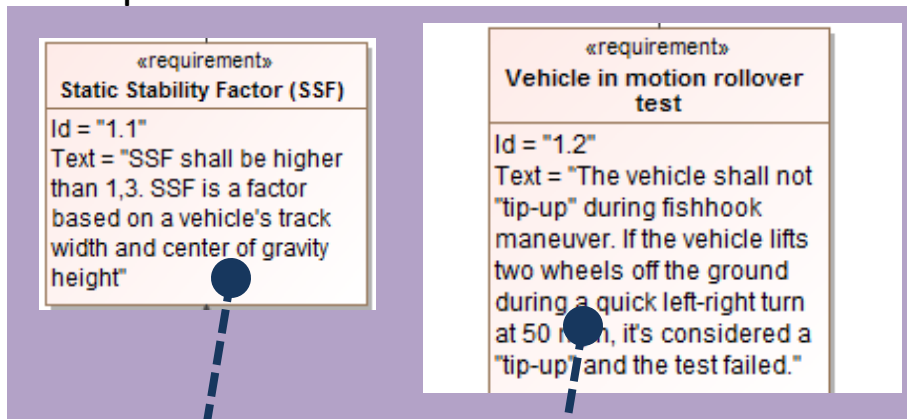 «requirement»
Static Stability Factor (SSF)
Id = "1.1"
Text = "SSF shall be higher
than 1,3. SSF is a factor
based on a vehicle's track
width and center of gravity
height"
«requirement»
Vehicle in motion rollover
test
Id = "1.2"
Text = "The vehicle shall not
"tip-up" during fishhook
maneuver. If the vehicle lifts
two wheels off the ground
during a quick left-right turn
at 50 it's considered a
"tip-up" and the test failed."